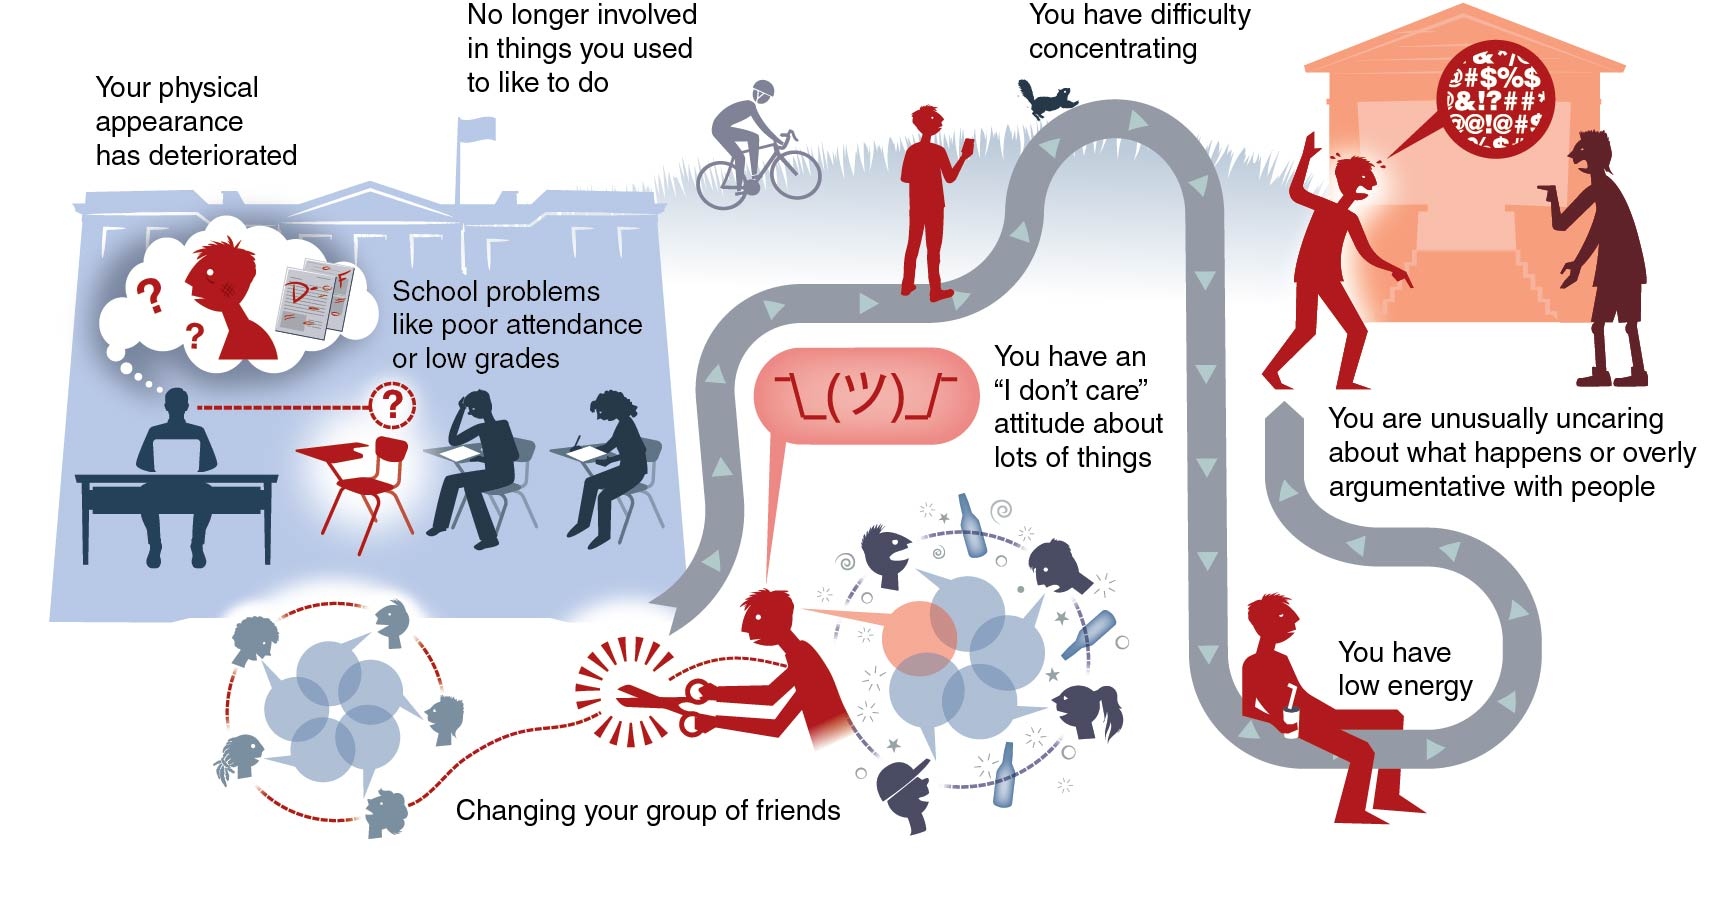 Your physical
appearance
has deteriorated
No longer involved
in things you used
to like to do
You have difficulty
concentrating
& */
@#$%$
@&!?##*
@@!@#$
%$#
?
?
D-
F
School problems
like poor attendance
or low grades
?
¯\_(ツ)_/¯
You have an
“I don’t care”
attitude about
lots of things
You are unusually uncaring
about what happens or overly
argumentative with people
You have
low energy
Changing your group of friends